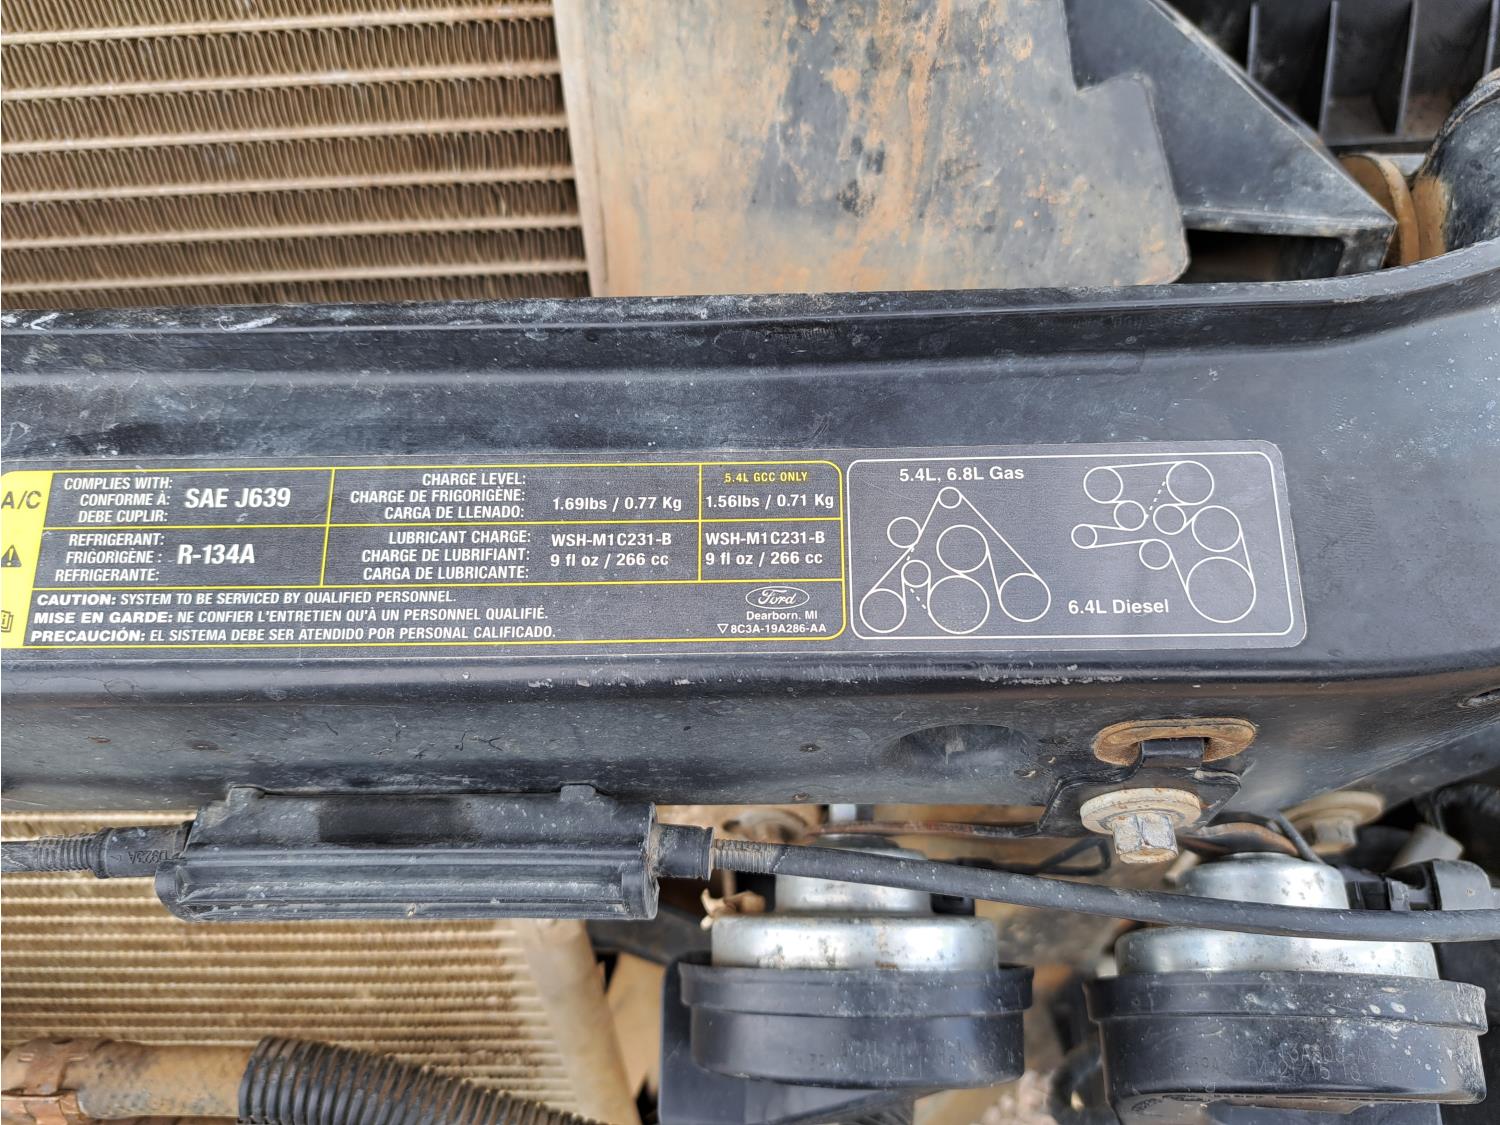 A/C
COMPLIES WITH:
CONFORME À:
DEBE CUPLIR:
SAE J639
REFRIGERANT:
FRIGORIGÈNE :
REFRIGERANTE:
R-134A
CHARGE LEVEL:
CHARGE DE FRIGORIGÈNE:
CARGA DE LLENADO:
1.69lbs / 0.77 Kg
5.4L GCC ONLY
1.56lbs / 0.71 Kg
LUBRICANT CHARGE:
CHARGE DE LUBRIFIANT:
CARGA DE LUBRICANTE:
WSH-M1C231-B
9 fl oz / 266 cc
WSH-M1C231-B
9 fl oz / 266 cc
CAUTION: SYSTEM TO BE SERVICED BY QUALIFIED PERSONNEL.
MISE EN GARDE: NE CONFIER L'ENTRETIEN QU'À UN PERSONNEL QUALIFIÉ.
PRECAUCIÓN: EL SISTEMA DEBE SER ATENDIDO POR PERSONAL CALIFICADO.
Ford
Dearborn, MI
8C3A-19A286-AA
5.4L, 6.8L Gas
6.4L Diesel